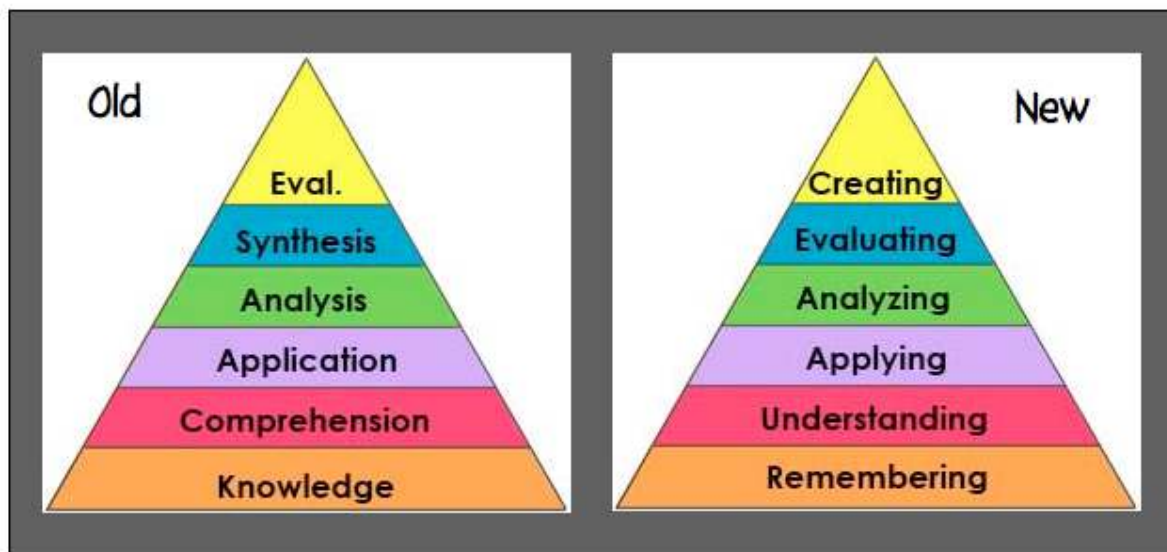 Old
Eval.
Synthesis
Analysis
Application
Comprehension
Knowledge
New
Creating
Evaluating
Analyzing
Applying
Understanding
Remembering